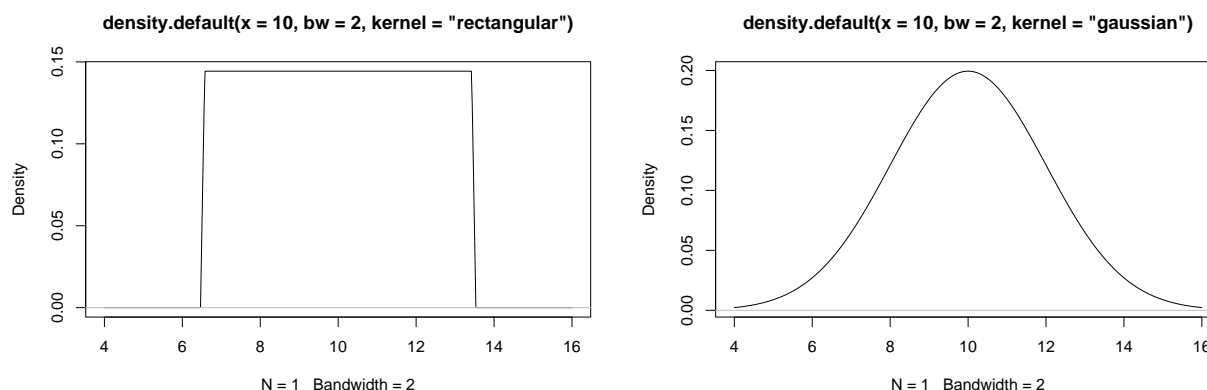 density.default(x = 10, bw = 2, kernel = "rectangular")
0.15
0.10
0.05
0.00
Density
4 6 8 10 12 14 16
N = 1 Bandwidth = 2
density.default(x = 10, bw = 2, kernel = "gaussian")
0.20
0.15
0.10
0.05
0.00
Density
4 6 8 10 12 14 16
N = 1 Bandwidth = 2